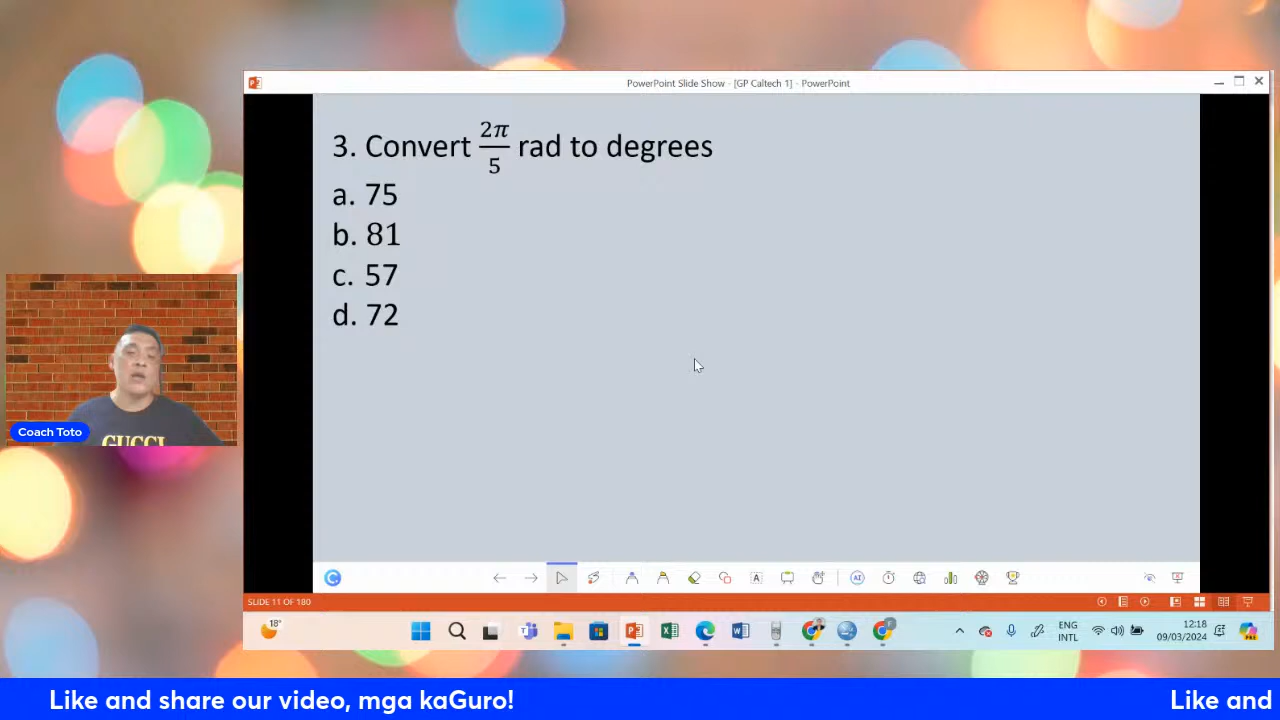 PowerPoint Slide Show - [GP Caltech 1] - PowerPoint
3. Convert 2π/5 rad to degrees
a. 75
b. 81
c. 57
d. 72
Coach Toto
GUCCI
A
AI
SLIDE 11 OF 180
18°
ENG
INTL
12:18
09/03/2024
Like and share our video, mga kaGuro!
Like and